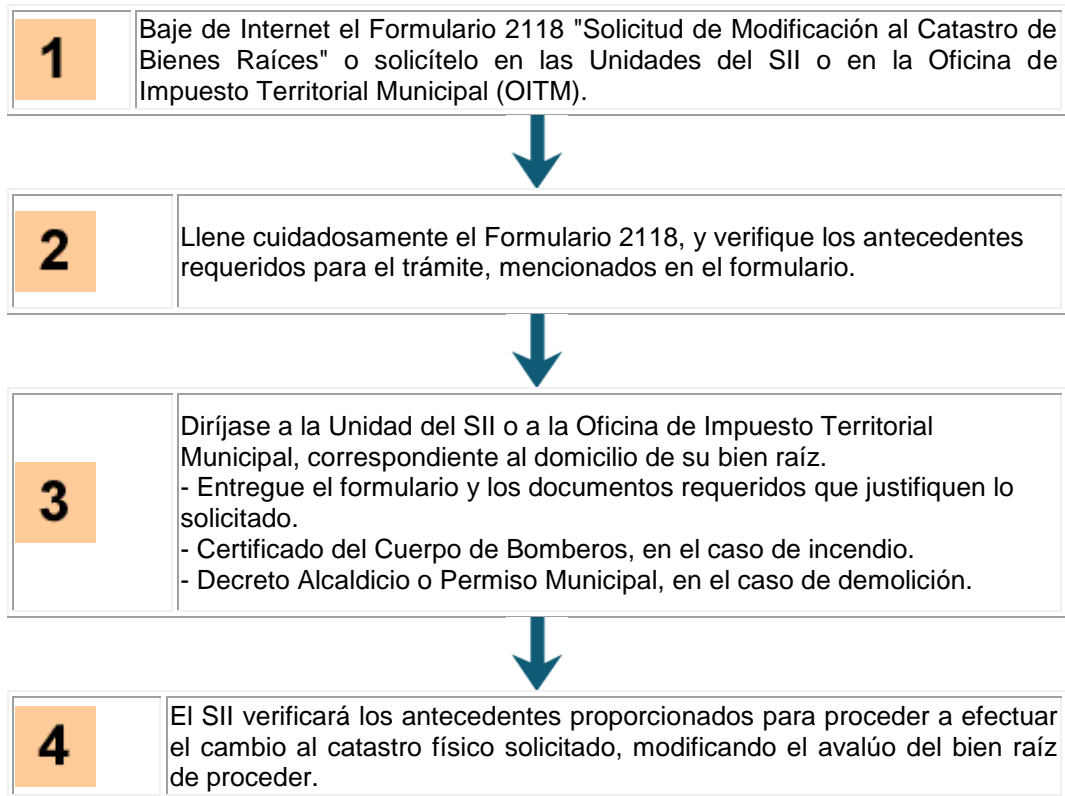 1
Baje de Internet el Formulario 2118 "Solicitud de Modificación al Catastro de
Bienes Raíces" o solicítelo en las Unidades del SII o en la Oficina de
Impuesto Territorial Municipal (OITM).
2
Llene cuidadosamente el Formulario 2118, y verifique los antecedentes
requeridos para el trámite, mencionados en el formulario.
3
Diríjase a la Unidad del SII o a la Oficina de Impuesto Territorial
Municipal, correspondiente al domicilio de su bien raíz.
- Entregue el formulario y los documentos requeridos que justifiquen lo
solicitado.
- Certificado del Cuerpo de Bomberos, en el caso de incendio.
- Decreto Alcaldicio o Permiso Municipal, en el caso de demolición.
4
El SII verificará los antecedentes proporcionados para proceder a efectuar
el cambio al catastro físico solicitado, modificando el avalúo del bien raíz
de proceder.